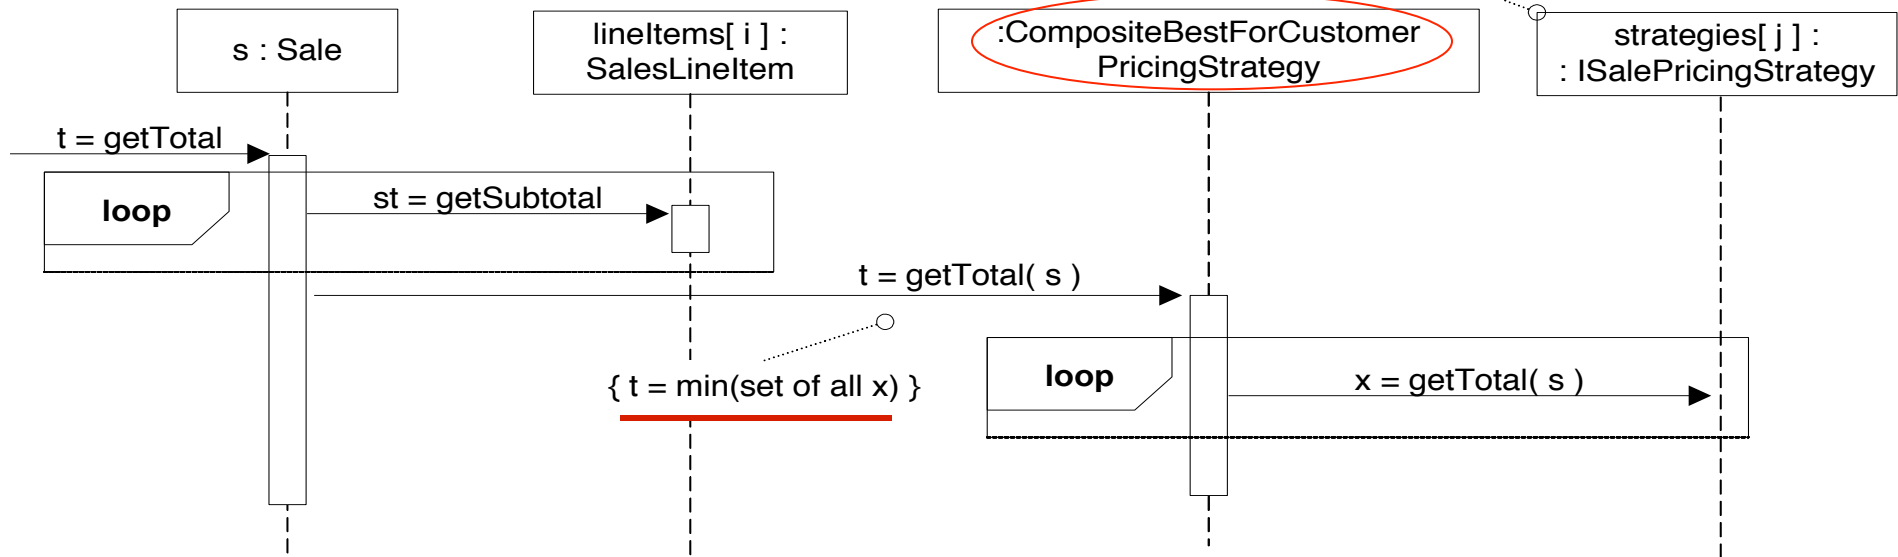 s : Sale
lineItems[ i ] :
SalesLineItem
:CompositeBestForCustomer
PricingStrategy
strategies[ j ] :
: ISalePricingStrategy
t = getTotal
loop
st = getSubtotal
t = getTotal( s )
{ t = min(set of all x) }
loop
x = getTotal( s )